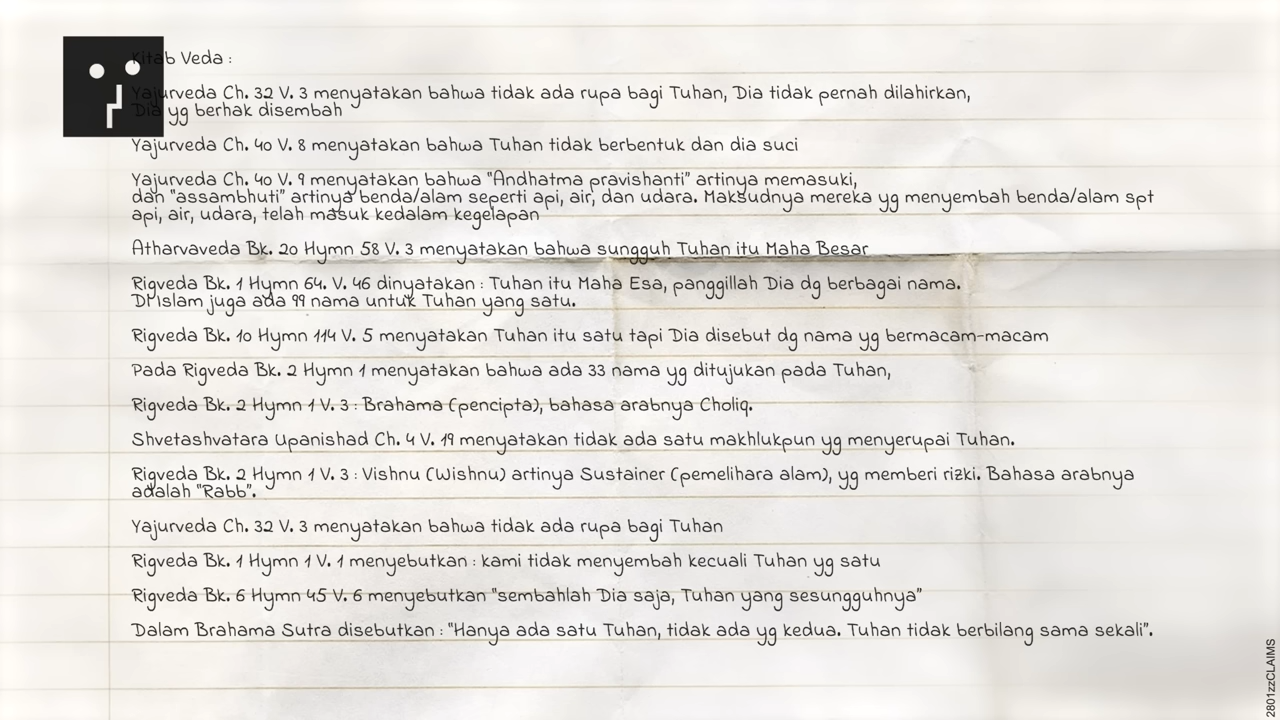 Kitab Veda :
Yajurveda Ch. 32 V. 3 menyatakan bahwa tidak ada rupa bagi Tuhan, Dia tidak pernah dilahirkan,
Dia yg berhak disembah
Yajurveda Ch. 40 V. 8 menyatakan bahwa Tuhan tidak berbentuk dan dia suci
Yajurveda Ch. 40 V. 9 menyatakan bahwa "Andhatma pravishanti" artinya memasuki,
dan "assambhuti" artinya benda/alam seperti api, air, dan udara. Maksudnya mereka yg menyembah benda/alam spt
api, air, udara, telah masuk kedalam kegelapan
Atharvaveda Bk. 20 Hymn 58 V. 3 menyatakan bahwa sungguh Tuhan itu Maha Besar
Rigveda Bk. 1 Hymn 64. V. 46 dinyatakan : Tuhan itu Maha Esa, panggillah Dia dg berbagai nama.
Di Islam juga ada 99 nama untuk Tuhan yang satu.
Rigveda Bk. 10 Hymn 114 V. 5 menyatakan Tuhan itu satu tapi Dia disebut dg nama yg bermacam-macam
Pada Rigveda Bk. 2 Hymn 1 menyatakan bahwa ada 33 nama yg ditujukan pada Tuhan,
Rigveda Bk. 2 Hymn 1 V. 3 : Brahama (pencipta), bahasa arabnya Choliq.
Shvetashvatara Upanishad Ch. 4 V. 19 menyatakan tidak ada satu makhlukpun yg menyerupai Tuhan.
Rigveda Bk. 2 Hymn 1 V. 3 : Vishnu (Wishnu) artinya Sustainer (pemelihara alam), yg memberi rizki. Bahasa arabnya
adalah "Rabb".
Yajurveda Ch. 32 V. 3 menyatakan bahwa tidak ada rupa bagi Tuhan
Rigveda Bk. 1 Hymn 1 V. 1 menyebutkan : kami tidak menyembah kecuali Tuhan yg satu
Rigveda Bk. 6 Hymn 45 V. 6 menyebutkan "sembahlah Dia saja, Tuhan yang sesungguhnya"
Dalam Brahama Sutra disebutkan : "Hanya ada satu Tuhan, tidak ada yg kedua. Tuhan tidak berbilang sama sekali".
2801zzCLAIMS